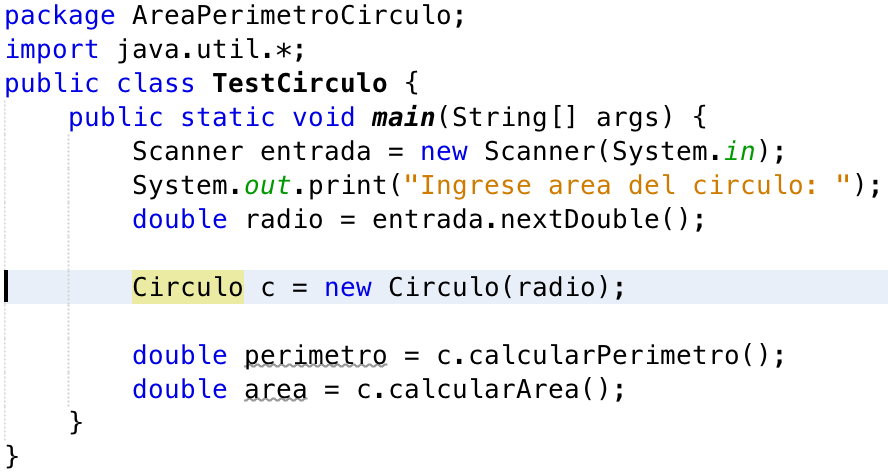 package AreaPerimetroCirculo;
import java.util.*;
public class TestCirculo {
public static void main(String[] args) {
Scanner entrada = new Scanner(System.in);
System.out.print("Ingrese area del circulo: ");
double radio = entrada.nextDouble();
Circulo c = new Circulo(radio);
double perimetro = c.calcularPerimetro();
double area = c.calcularArea();
}
}